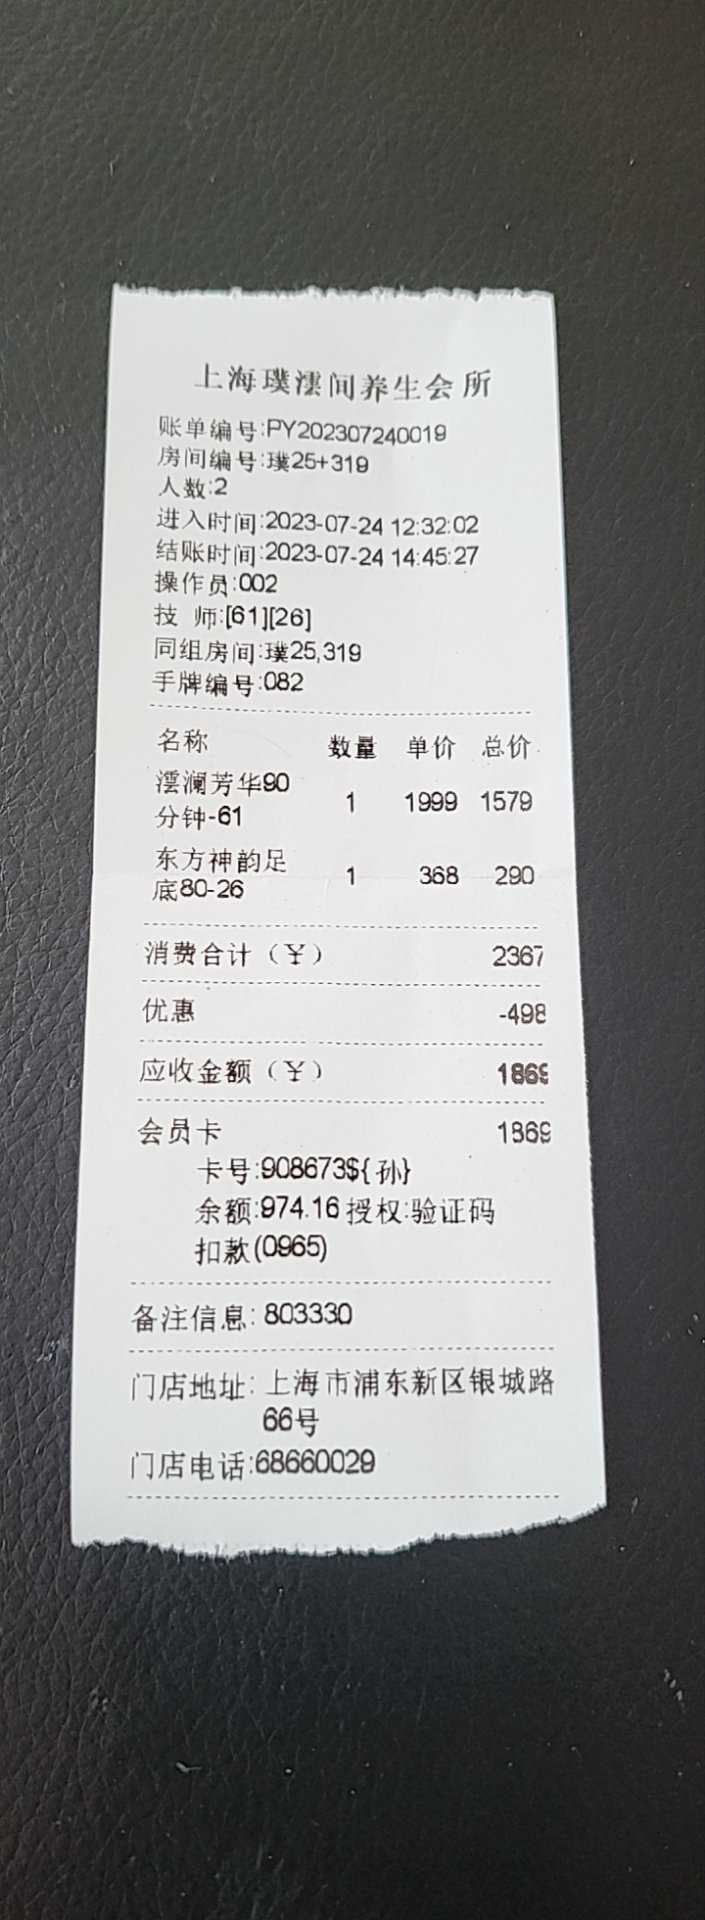 上海璞澐间养生会所
账单编号:PY202307240019
房间编号:璞25+319
人数:2
进入时间:2023-07-24 12:32:02
结账时间:2023-07-24 14:45:27
操作员:002
技 师:[61][26]
同组房间:璞25,319
手牌编号:082
名称 数量 单价 总价
澐澜芳华90
分钟-61 1 1999 1579
东方神韵足
底80-26 1 368 290
消费合计（￥） 2367
优惠 -498
应收金额（￥） 1869
会员卡 1869
卡号:908673${孙}
余额:974.16 授权:验证码
扣款(0965)
备注信息: 803330
门店地址: 上海市浦东新区银城路
66号
门店电话:68660029